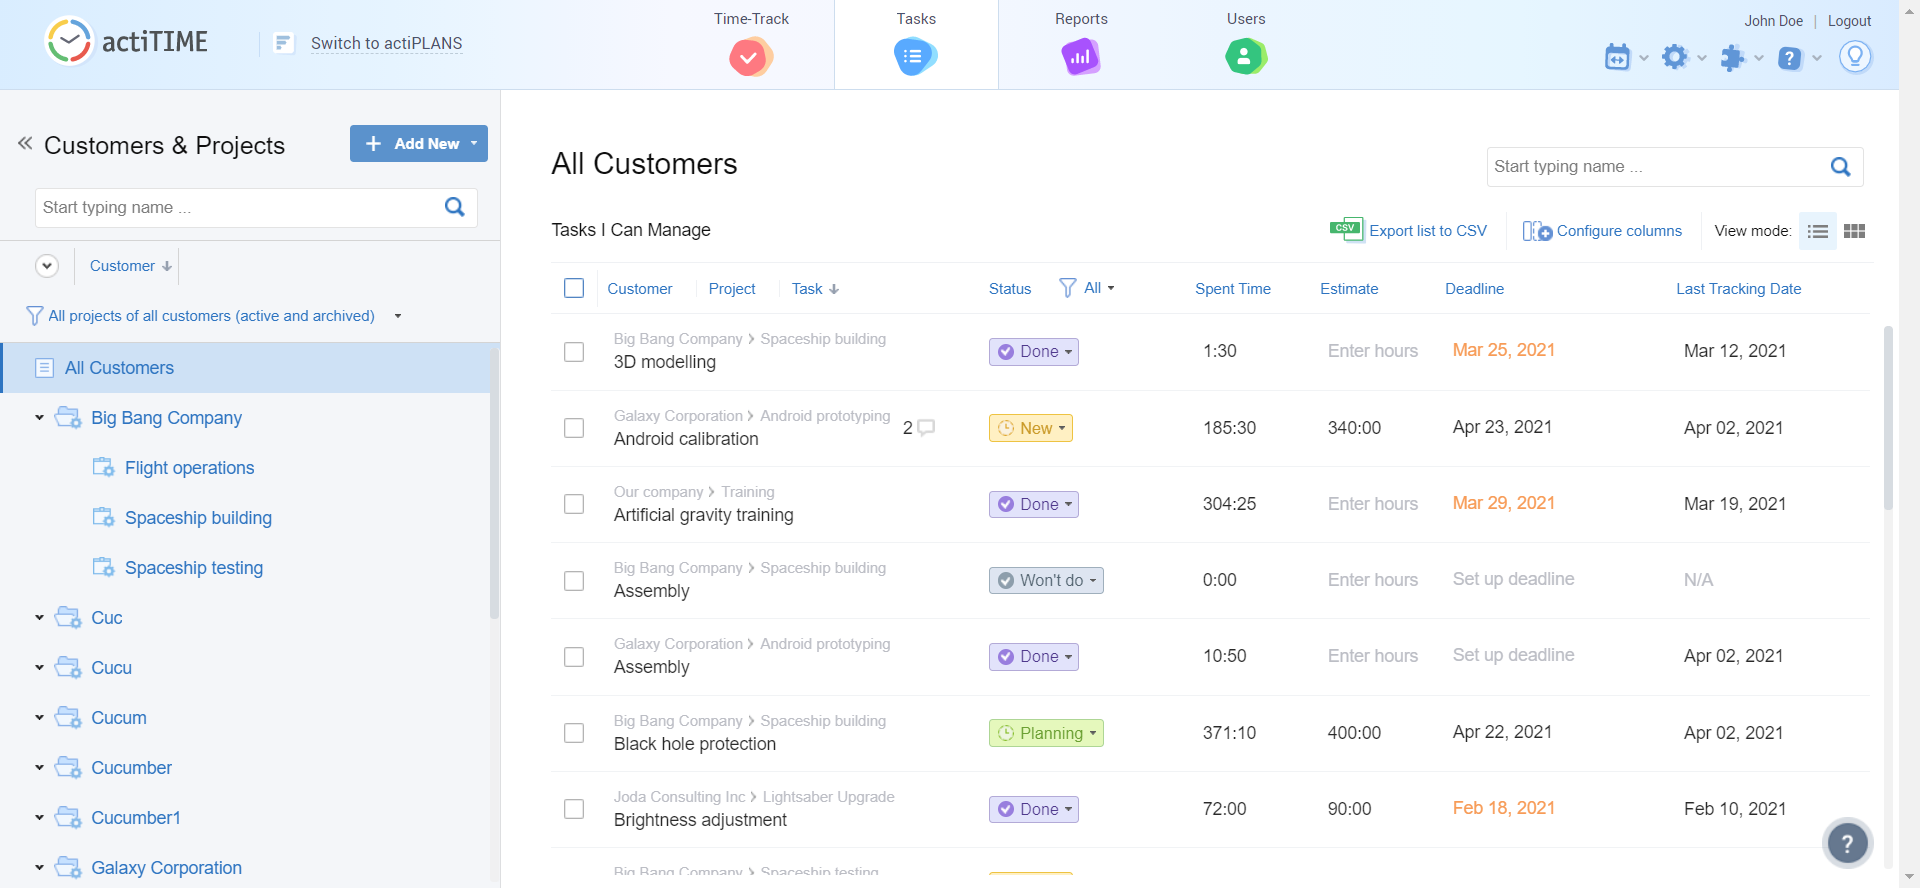 actiTIME
Switch to actiPLANS
Time-Track
Tasks
Reports
Users
John Doe | Logout
Customers & Projects
Add New
Start typing name ...
Customer
All projects of all customers (active and archived)
All Customers
Big Bang Company
Flight operations
Spaceship building
Spaceship testing
Cuc
Cucu
Cucum
Cucumber
Cucumber1
Galaxy Corporation
All Customers
Start typing name ...
Tasks I Can Manage
CSV Export list to CSV
Configure columns
View mode:
Customer Project Task Status All Spent Time Estimate Deadline Last Tracking Date
Big Bang Company > Spaceship building
3D modelling Done 1:30 Enter hours Mar 25, 2021 Mar 12, 2021
Galaxy Corporation > Android prototyping
Android calibration 2 New 185:30 340:00 Apr 23, 2021 Apr 02, 2021
Our company > Training
Artificial gravity training Done 304:25 Enter hours Mar 29, 2021 Mar 19, 2021
Big Bang Company > Spaceship building
Assembly Won't do 0:00 Enter hours Set up deadline N/A
Galaxy Corporation > Android prototyping
Assembly Done 10:50 Enter hours Set up deadline Apr 02, 2021
Big Bang Company > Spaceship building
Black hole protection Planning 371:10 400:00 Apr 22, 2021 Apr 02, 2021
Joda Consulting Inc > Lightsaber Upgrade
Brightness adjustment Done 72:00 90:00 Feb 18, 2021 Feb 10, 2021
Big Bang Company > Spaceship testing
?